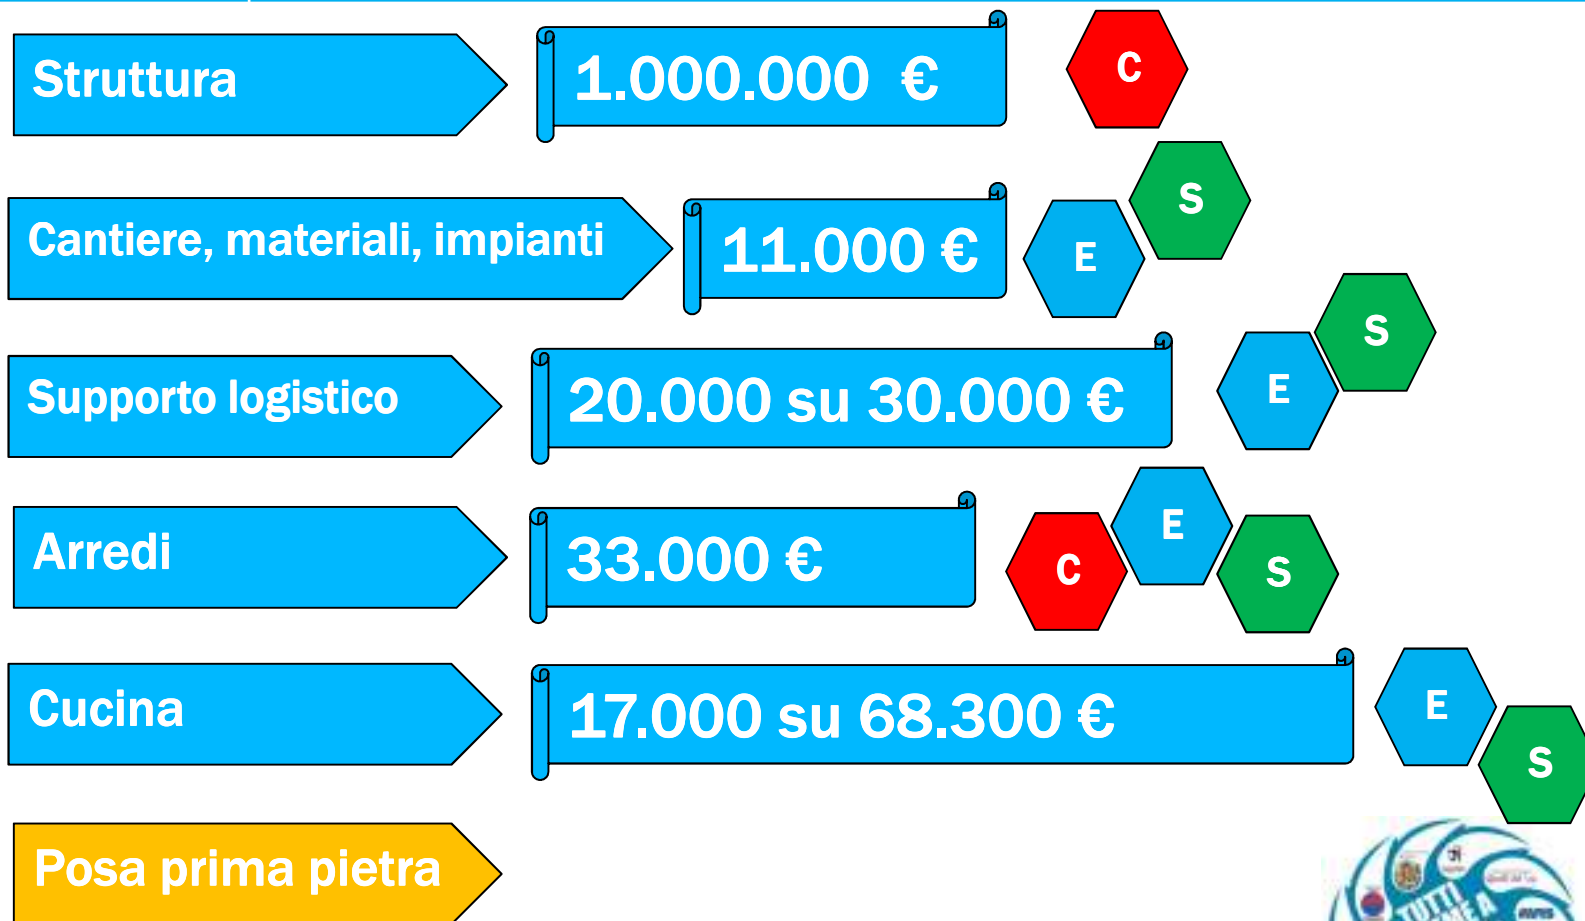 Struttura
1.000.000 €
C
Cantiere, materiali, impianti
11.000 €
E
S
Supporto logistico
20.000 su 30.000 €
E
S
Arredi
33.000 €
C
E
S
Cucina
17.000 su 68.300 €
E
S
Posa prima pietra
TUTTI